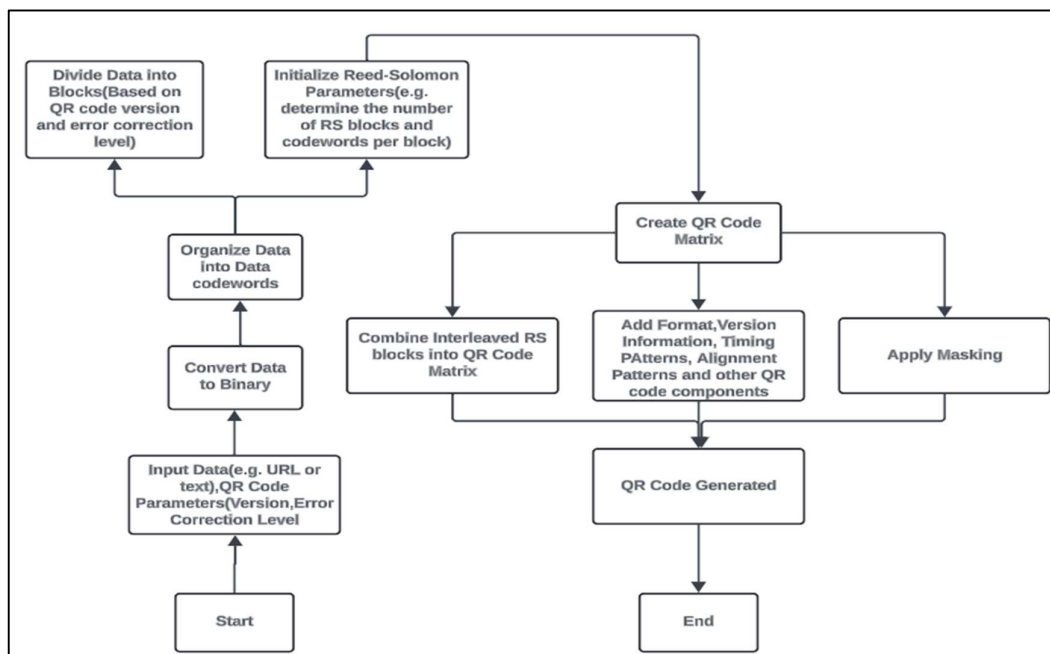 Divide Data into
Blocks(Based on
QR code version
and error correction
level)
Initialize Reed-Solomon
Parameters(e.g.
determine the number
of RS blocks and
codewords per block)
Organize Data
into Data
codewords
Convert Data
to Binary
Input Data(e.g. URL or
text),QR Code
Parameters(Version,Error
Correction Level
Start
Create QR Code
Matrix
Combine Interleaved RS
blocks into QR Code
Matrix
Add Format,Version
Information, Timing
PAtterns, Alignment
Patterns and other QR
code components
Apply Masking
QR Code Generated
End